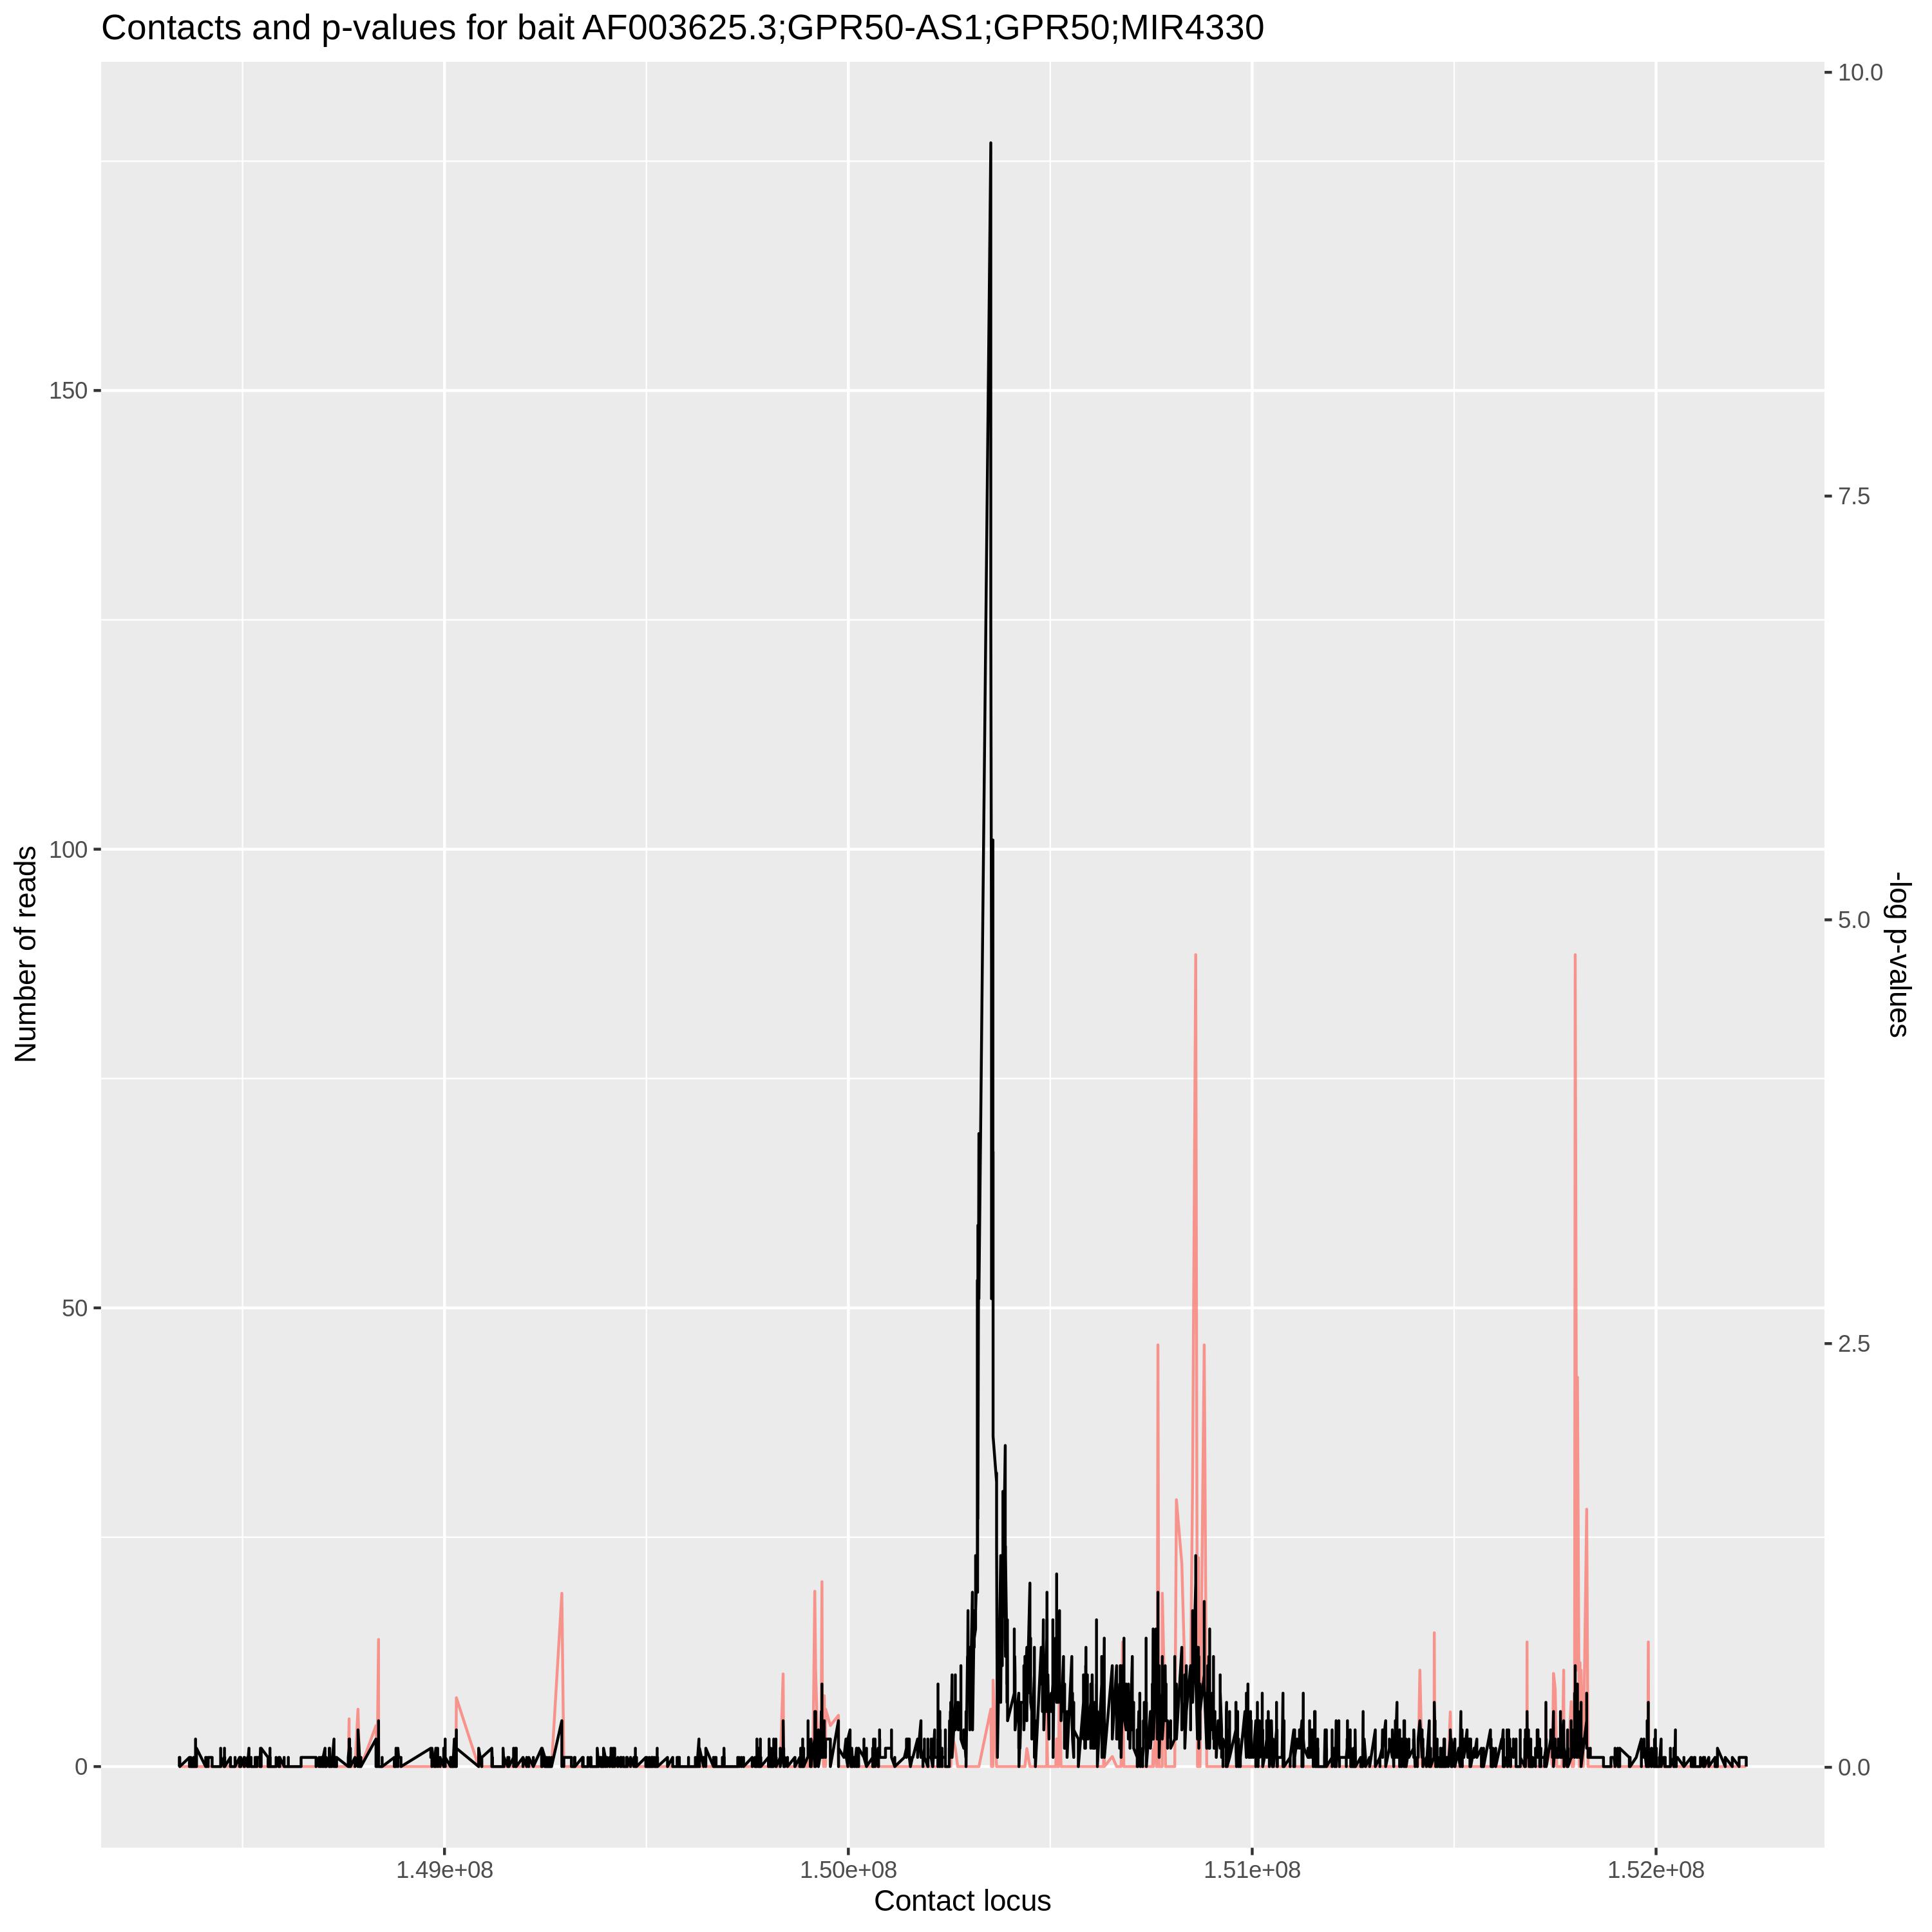 Contacts and p-values for bait AF003625.3;GPR50-AS1;GPR50;MIR4330
10.0
7.5
5.0
2.5
0.0
150
100
50
0
Number of reads
-log p-values
1.49e+08 1.50e+08 1.51e+08 1.52e+08
Contact locus